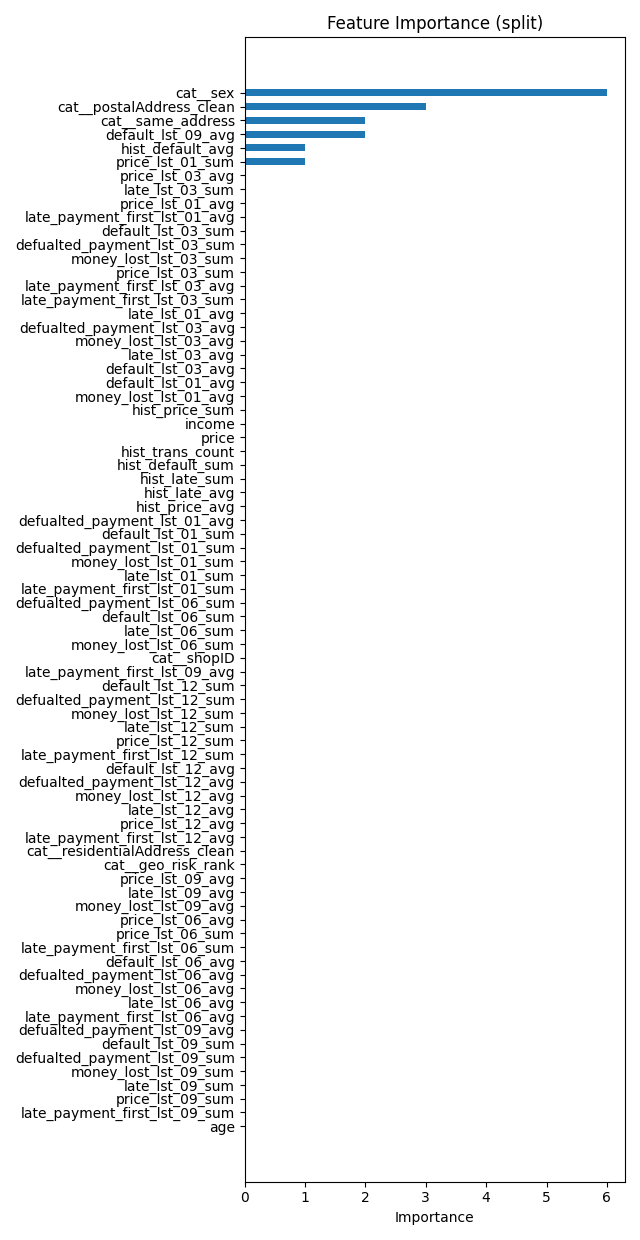 Feature Importance (split)
cat__sex
cat__postalAddress_clean
cat__same_address
default_lst_09_avg
hist_default_avg
price_lst_01_sum
price_lst_03_avg
late_lst_03_sum
price_lst_01_avg
late_payment_first_lst_01_avg
default_lst_03_sum
defualted_payment_lst_03_sum
money_lost_lst_03_sum
price_lst_03_sum
late_payment_first_lst_03_avg
late_payment_first_lst_03_sum
late_lst_01_avg
defualted_payment_lst_03_avg
money_lost_lst_03_avg
late_lst_03_avg
default_lst_03_avg
default_lst_01_avg
money_lost_lst_01_avg
hist_price_sum
income
price
hist_trans_count
hist_default_sum
hist_late_sum
hist_late_avg
hist_price_avg
defualted_payment_lst_01_avg
default_lst_01_sum
defualted_payment_lst_01_sum
money_lost_lst_01_sum
late_lst_01_sum
late_payment_first_lst_01_sum
defualted_payment_lst_06_sum
default_lst_06_sum
late_lst_06_sum
money_lost_lst_06_sum
cat__shopID
late_payment_first_lst_09_avg
default_lst_12_sum
defualted_payment_lst_12_sum
money_lost_lst_12_sum
late_lst_12_sum
price_lst_12_sum
late_payment_first_lst_12_sum
default_lst_12_avg
defualted_payment_lst_12_avg
money_lost_lst_12_avg
late_lst_12_avg
price_lst_12_avg
late_payment_first_lst_12_avg
cat__residentialAddress_clean
cat__geo_risk_rank
price_lst_09_avg
late_lst_09_avg
money_lost_lst_09_avg
price_lst_06_avg
price_lst_06_sum
late_payment_first_lst_06_sum
default_lst_06_avg
defualted_payment_lst_06_avg
money_lost_lst_06_avg
late_lst_06_avg
late_payment_first_lst_06_avg
defualted_payment_lst_09_avg
default_lst_09_sum
defualted_payment_lst_09_sum
money_lost_lst_09_sum
late_lst_09_sum
price_lst_09_sum
late_payment_first_lst_09_sum
age
0 1 2 3 4 5 6
Importance